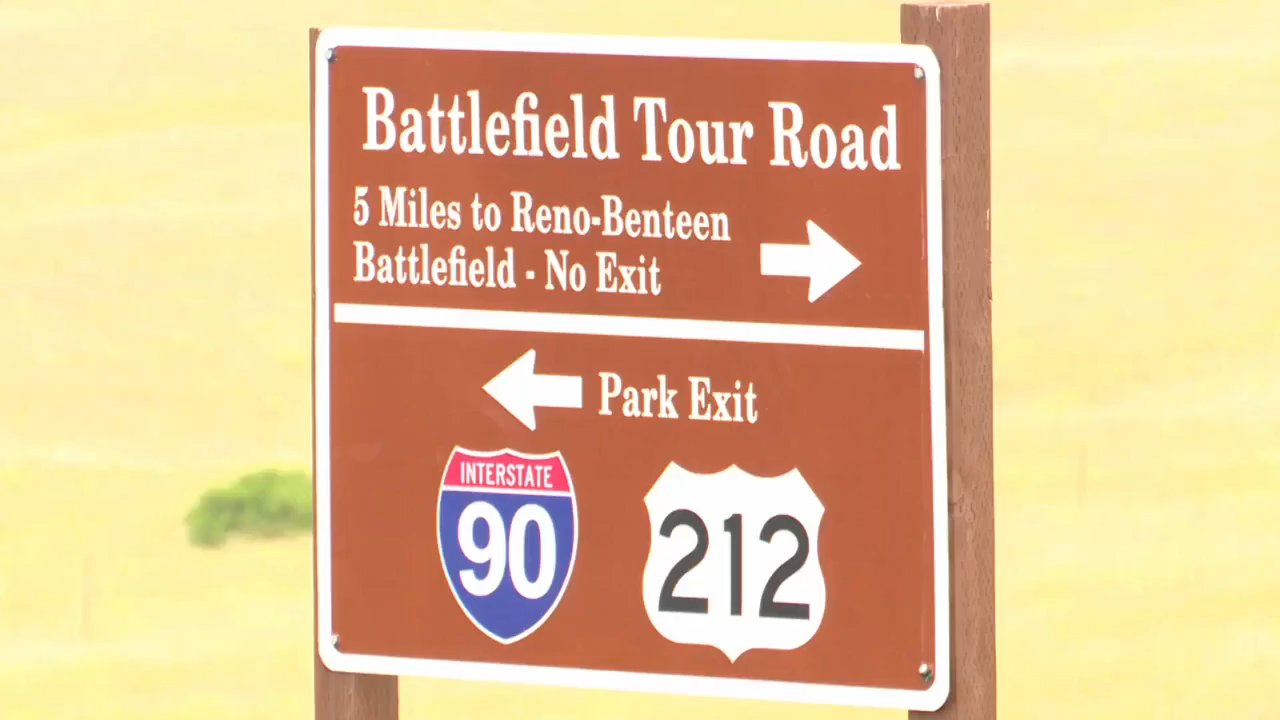 Battlefield Tour Road
5 Miles to Reno-Benteen
Battlefield - No Exit
Park Exit
INTERSTATE
90
212